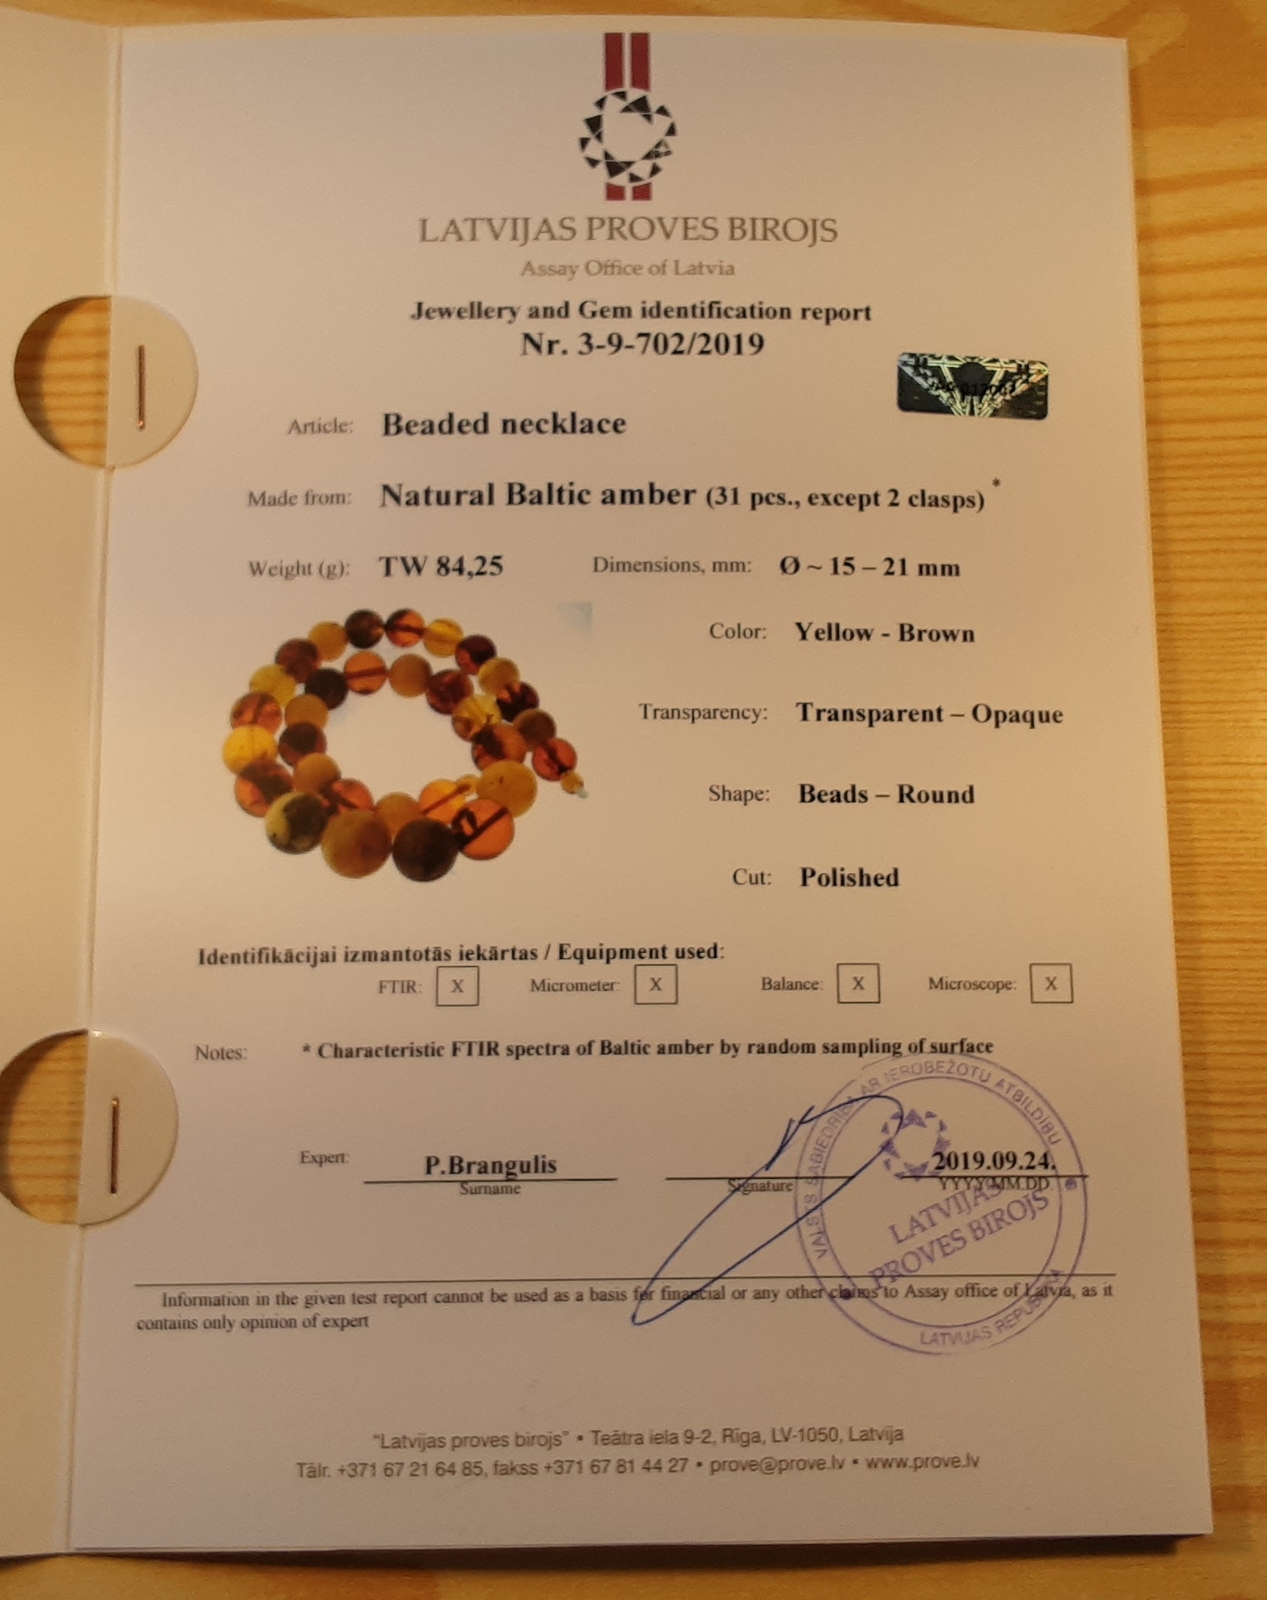 LATVIJAS PROVES BIROJS
Assay Office of Latvia
Jewellery and Gem identification report
Nr. 3-9-702/2019
Article: Beaded necklace
Made from: Natural Baltic amber (31 pcs., except 2 clasps) *
Weight (g): TW 84,25 Dimensions, mm: Ø ~ 15 – 21 mm
Color: Yellow - Brown
Transparency: Transparent – Opaque
Shape: Beads – Round
Cut: Polished
Identifikācijai izmantotās iekārtas / Equipment used:
FTIR: X Micrometer: X Balance: X Microscope: X
Notes: * Characteristic FTIR spectra of Baltic amber by random sampling of surface
VALSTS SABIEDRĪBA AR IEROBEŽOTU ATBILDĪBU
Expert: P.Brangulis 2019.09.24.
Surname Signature YYYY.MM.DD
LATVIJAS
PROVES BIROJS
LATVIJAS REPUBLIKA
Information in the given test report cannot be used as a basis for financial or any other claims to Assay office of Latvia, as it
contains only opinion of expert
“Latvijas proves birojs” • Teātra iela 9-2, Rīga, LV-1050, Latvija
Tālr. +371 67 21 64 85, fakss +371 67 81 44 27 • prove@prove.lv • www.prove.lv